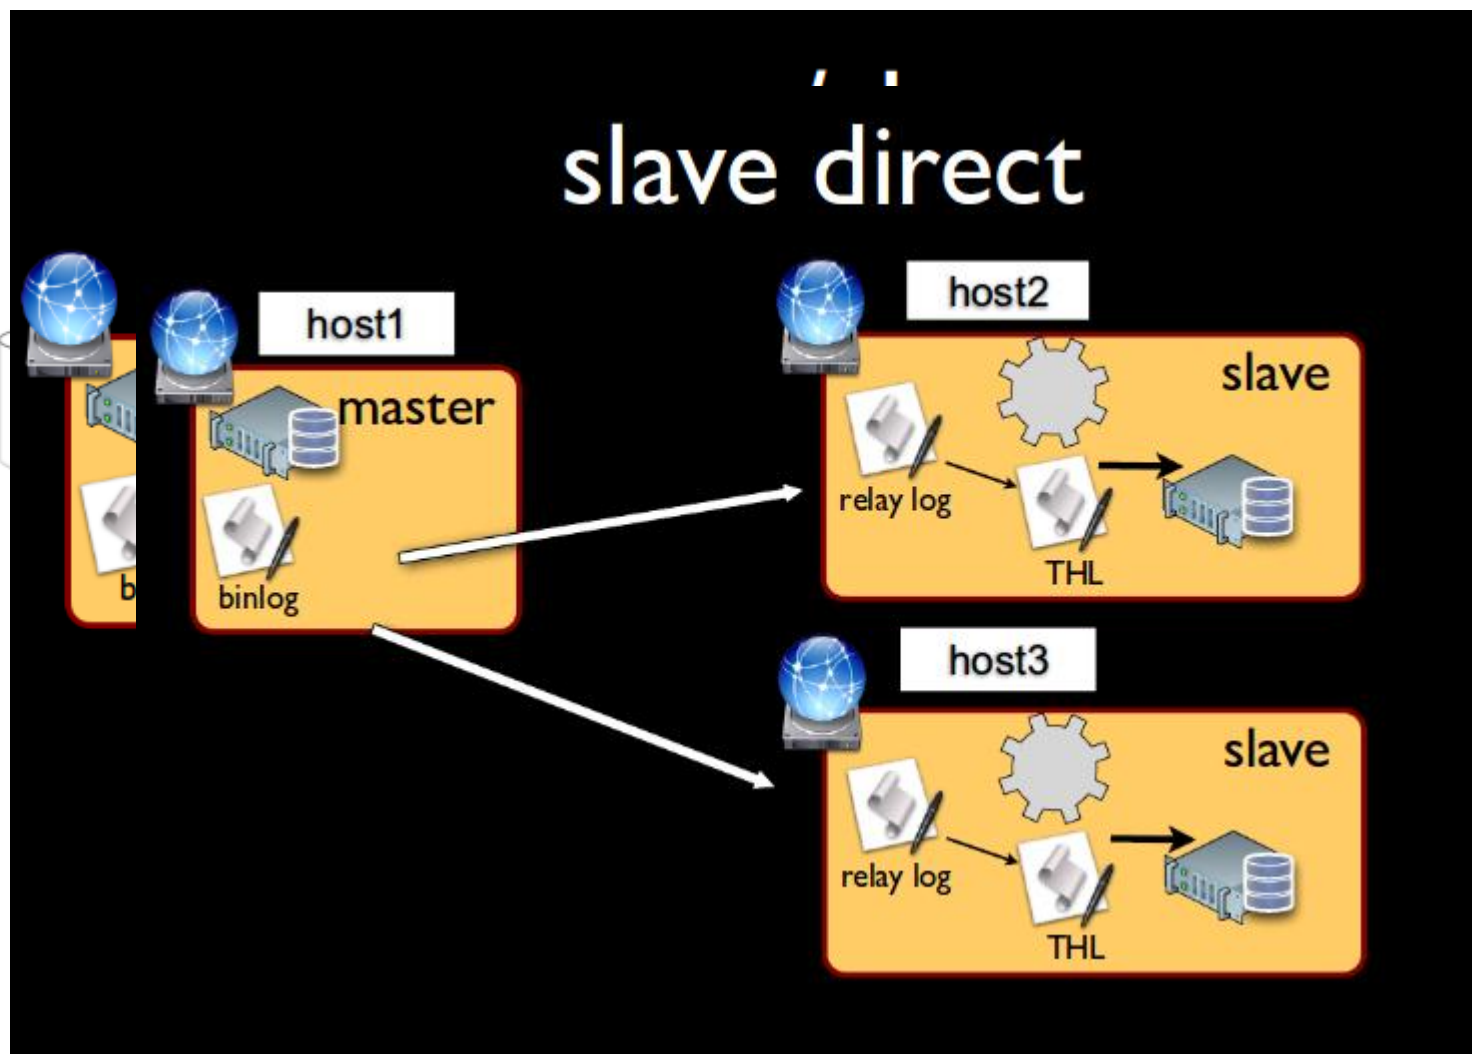 slave direct
host1
master
binlog
b
host2
slave
relay log
THL
host3
slave
relay log
THL